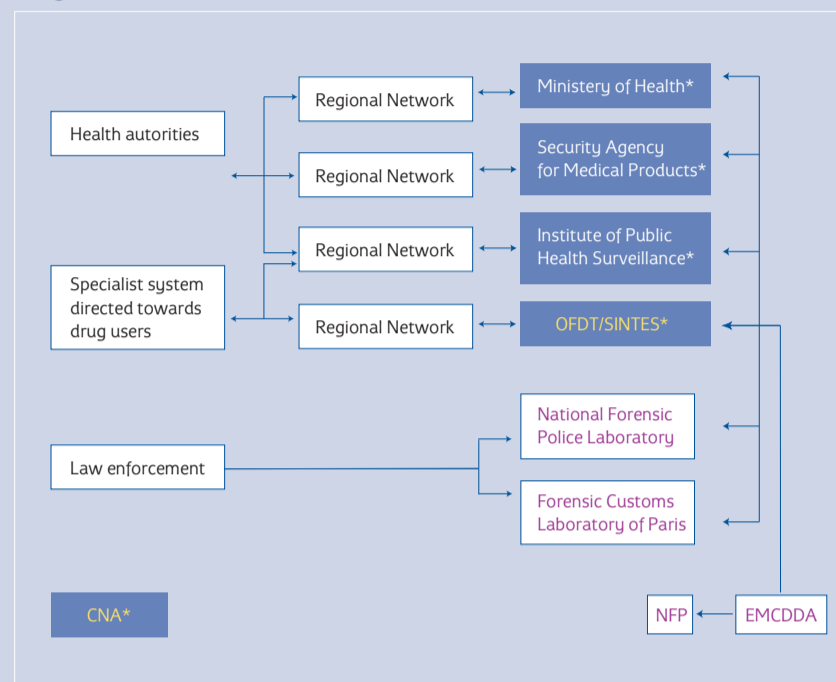 Health autorities
Regional Network
Ministery of Health*
Regional Network
Security Agency
for Medical Products*
Regional Network
Institute of Public
Health Surveillance*
Specialist system
directed towards
drug users
Regional Network
OFDT/SINTES*
National Forensic
Police Laboratory
Law enforcement
Forensic Customs
Laboratory of Paris
CNA*
NFP
EMCDDA